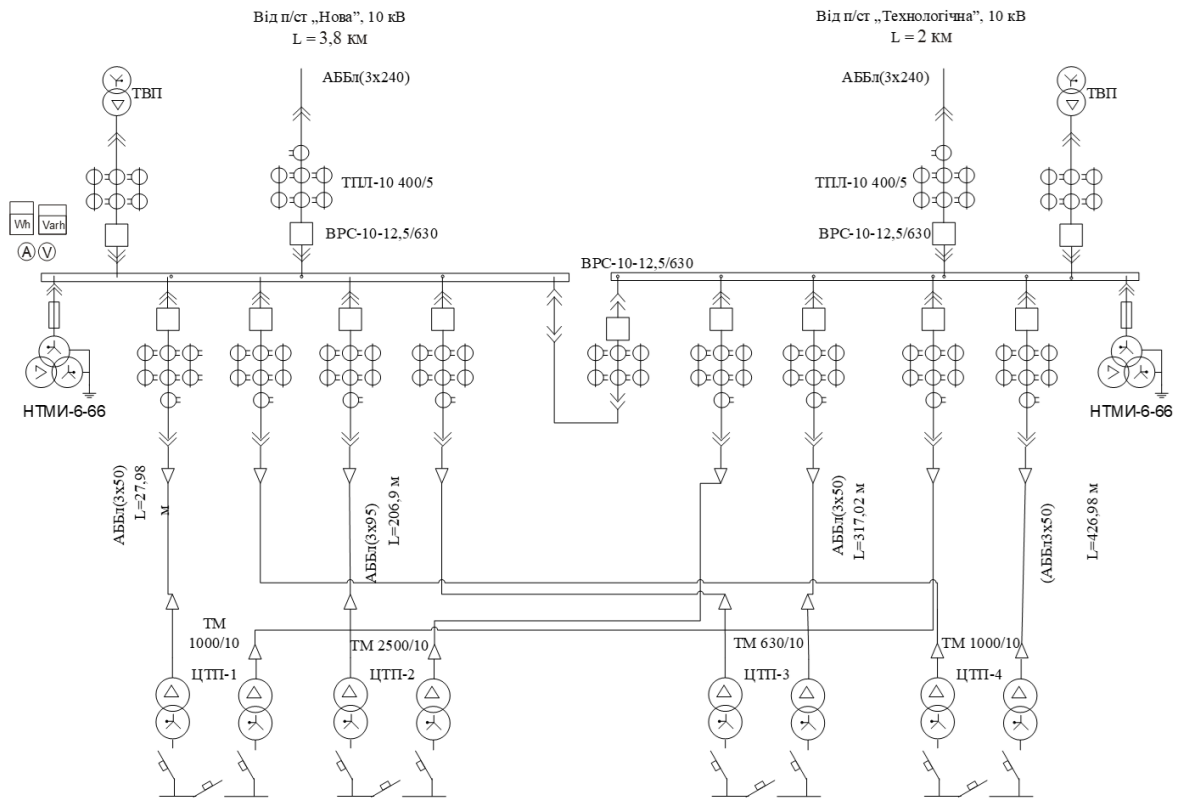 Від п/ст „Нова”, 10 кВ
L = 3,8 км
Від п/ст „Технологічна”, 10 кВ
L = 2 км
АББл(3х240)
АББл(3х240)
ТВП
ТВП
ТПЛ-10 400/5
ТПЛ-10 400/5
Wh
Varh
A
V
ВРС-10-12,5/630
ВРС-10-12,5/630
ВРС-10-12,5/630
НТМИ-6-66
НТМИ-6-66
АББл(3х50)
L=27,98
м
АББл(3х95)
L=206,9 м
АББл(3х50)
L=317,02 м
(АББл3х50)
L=426,98 м
ТМ
1000/10
ТМ 2500/10
ТМ 630/10
ТМ 1000/10
ЦТП-1
ЦТП-2
ЦТП-3
ЦТП-4